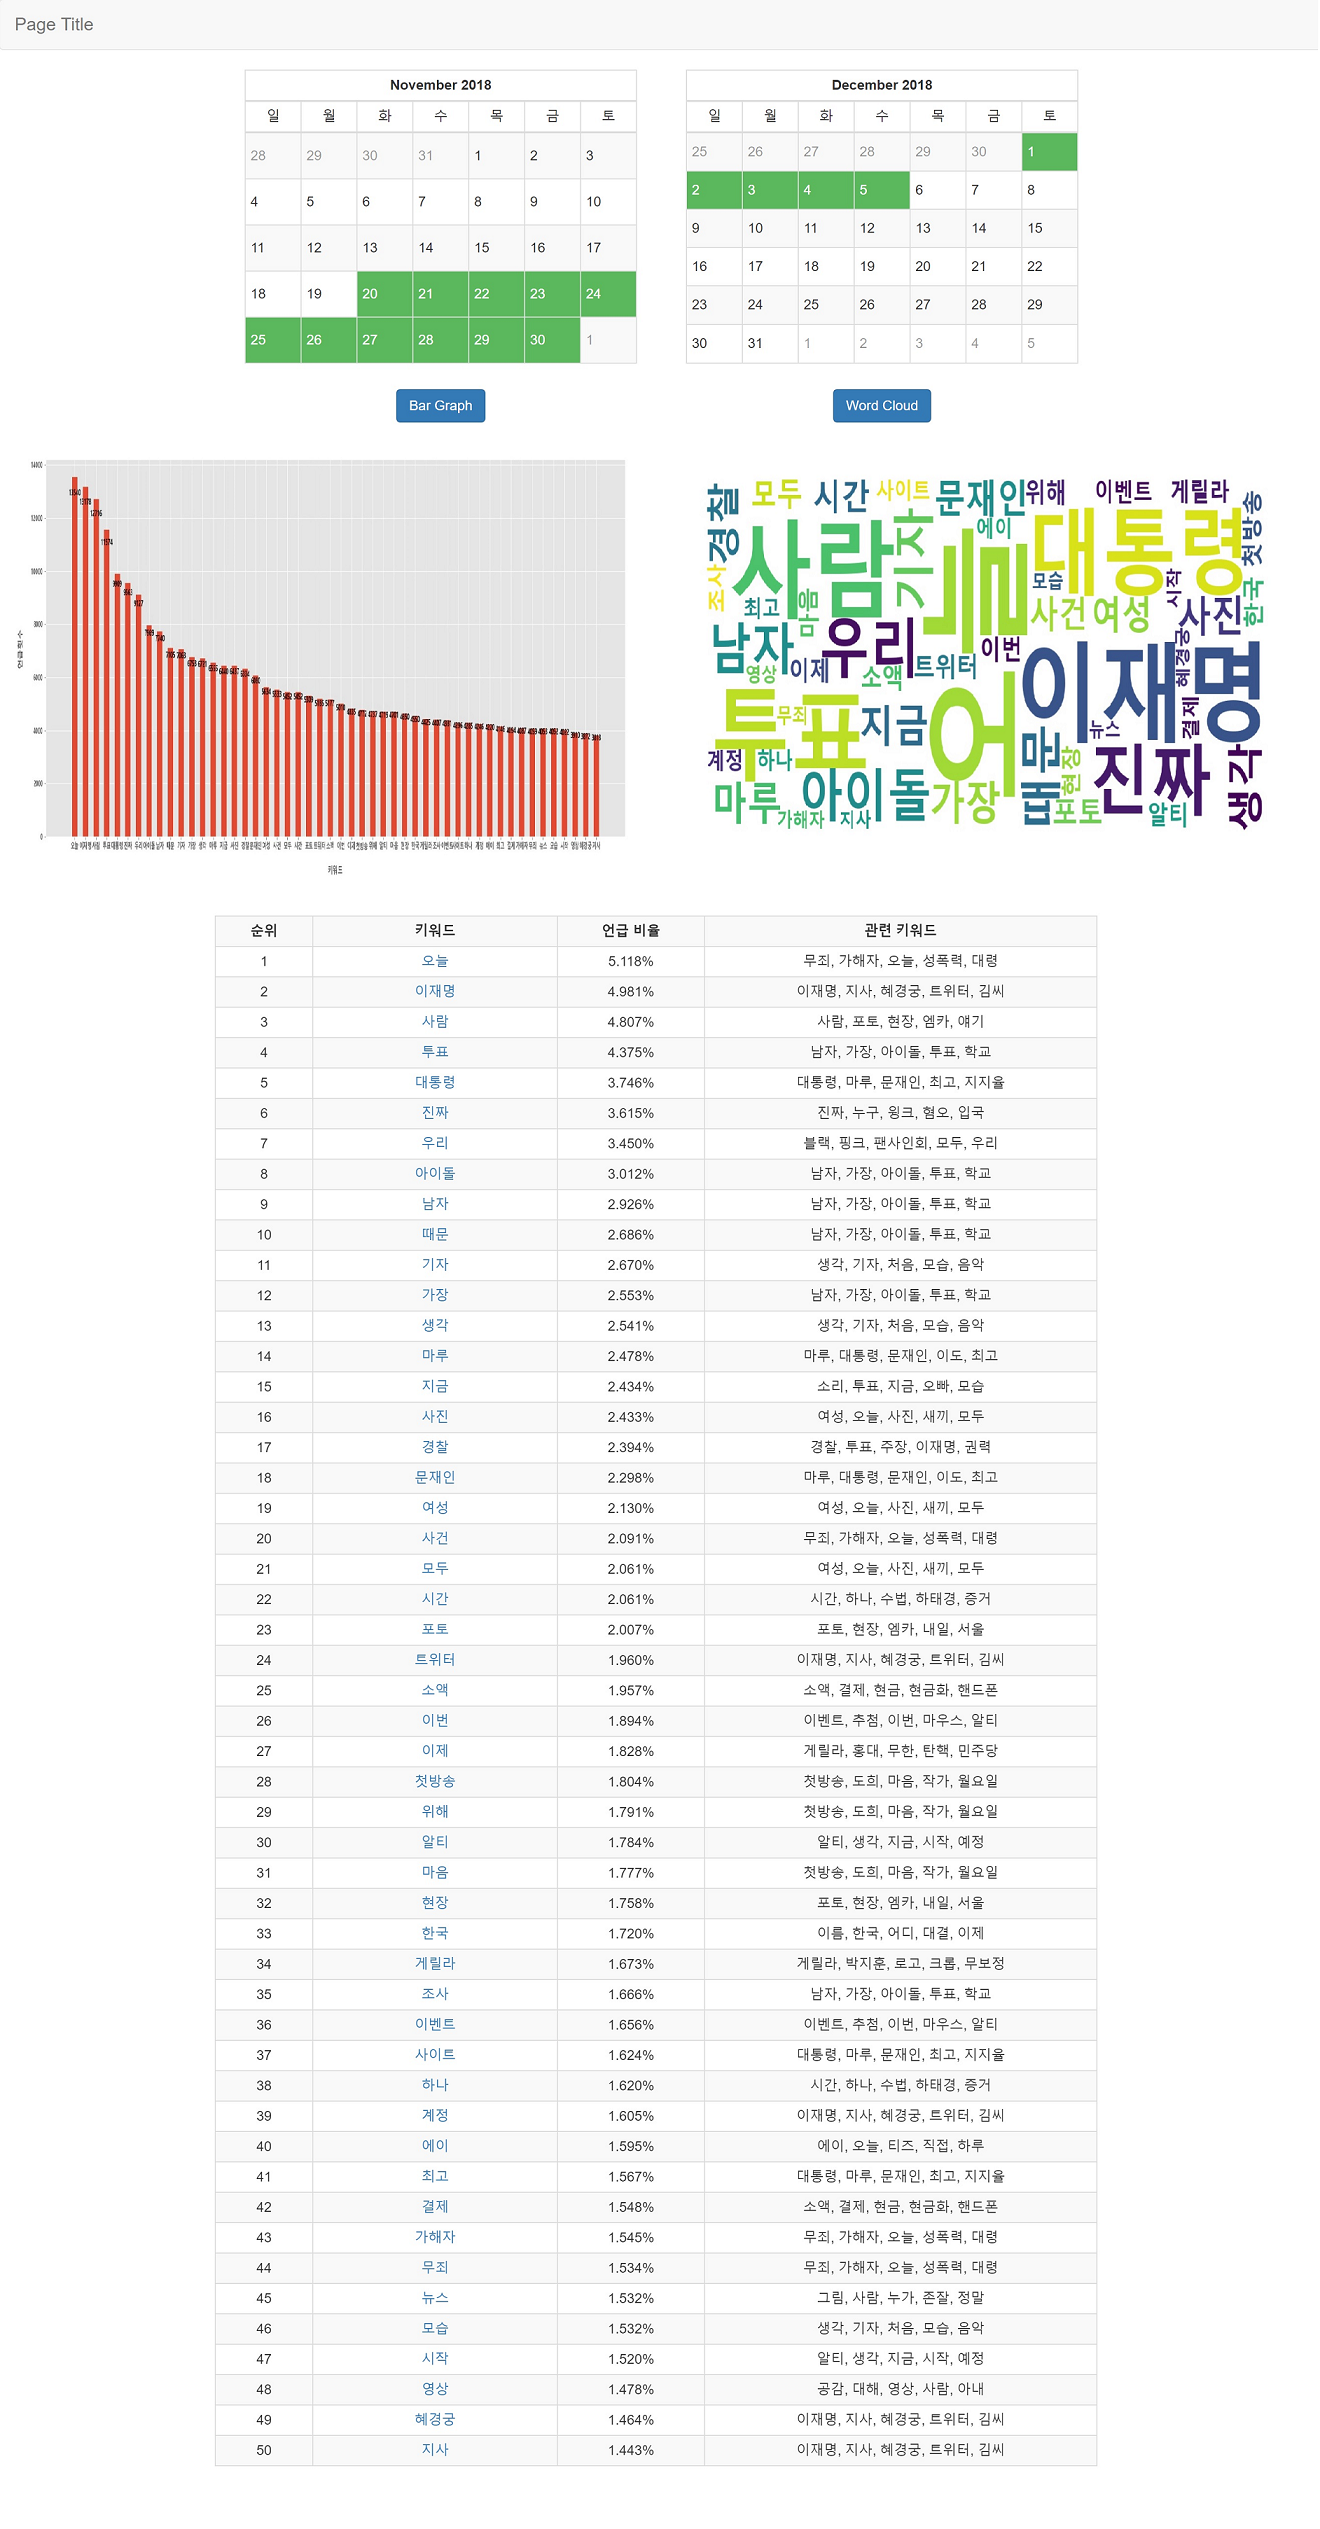 Page Title
November 2018
일 월 화 수 목 금 토
28 29 30 31 1 2 3
4 5 6 7 8 9 10
11 12 13 14 15 16 17
18 19 20 21 22 23 24
25 26 27 28 29 30 1
December 2018
일 월 화 수 목 금 토
25 26 27 28 29 30 1
2 3 4 5 6 7 8
9 10 11 12 13 14 15
16 17 18 19 20 21 22
23 24 25 26 27 28 29
30 31 1 2 3 4 5
Bar Graph
Word Cloud
언급횟수
14000
12000
10000
8000
6000
4000
2000
0
키워드
경찰 모두 시간 사이트 문재인 위해 이벤트 게릴라 첫방송
사람 기자 에이 오늘 대통령
조사 최고 마음 모습 시작 사진 한국
남자 우리 이번 사건 여성 혜경궁
영상 이제 소액 트위터 이재명
투표 무죄 지금 뉴스 결제
계정 하나 때문 현장 진짜 생각
마루 아이돌 가장 포토 알티
가해자 지사
순위 키워드 언급 비율 관련 키워드
1 오늘 5.118% 무죄, 가해자, 오늘, 성폭력, 대령
2 이재명 4.981% 이재명, 지사, 혜경궁, 트위터, 김씨
3 사람 4.807% 사람, 포토, 현장, 엠카, 얘기
4 투표 4.375% 남자, 가장, 아이돌, 투표, 학교
5 대통령 3.746% 대통령, 마루, 문재인, 최고, 지지율
6 진짜 3.615% 진짜, 누구, 윙크, 혐오, 입국
7 우리 3.450% 블랙, 핑크, 팬사인회, 모두, 우리
8 아이돌 3.012% 남자, 가장, 아이돌, 투표, 학교
9 남자 2.926% 남자, 가장, 아이돌, 투표, 학교
10 때문 2.686% 남자, 가장, 아이돌, 투표, 학교
11 기자 2.670% 생각, 기자, 처음, 모습, 음악
12 가장 2.553% 남자, 가장, 아이돌, 투표, 학교
13 생각 2.541% 생각, 기자, 처음, 모습, 음악
14 마루 2.478% 마루, 대통령, 문재인, 이도, 최고
15 지금 2.434% 소리, 투표, 지금, 오빠, 모습
16 사진 2.433% 여성, 오늘, 사진, 새끼, 모두
17 경찰 2.394% 경찰, 투표, 주장, 이재명, 권력
18 문재인 2.298% 마루, 대통령, 문재인, 이도, 최고
19 여성 2.130% 여성, 오늘, 사진, 새끼, 모두
20 사건 2.091% 무죄, 가해자, 오늘, 성폭력, 대령
21 모두 2.061% 여성, 오늘, 사진, 새끼, 모두
22 시간 2.061% 시간, 하나, 수법, 하태경, 증거
23 포토 2.007% 포토, 현장, 엠카, 내일, 서울
24 트위터 1.960% 이재명, 지사, 혜경궁, 트위터, 김씨
25 소액 1.957% 소액, 결제, 현금, 현금화, 핸드폰
26 이번 1.894% 이벤트, 추첨, 이번, 마우스, 알티
27 이제 1.828% 게릴라, 홍대, 무한, 탄핵, 민주당
28 첫방송 1.804% 첫방송, 도희, 마음, 작가, 월요일
29 위해 1.791% 첫방송, 도희, 마음, 작가, 월요일
30 알티 1.784% 알티, 생각, 지금, 시작, 예정
31 마음 1.777% 첫방송, 도희, 마음, 작가, 월요일
32 현장 1.758% 포토, 현장, 엠카, 내일, 서울
33 한국 1.720% 이름, 한국, 어디, 대결, 이제
34 게릴라 1.673% 게릴라, 박지훈, 로고, 크롭, 무보정
35 조사 1.666% 남자, 가장, 아이돌, 투표, 학교
36 이벤트 1.656% 이벤트, 추첨, 이번, 마우스, 알티
37 사이트 1.624% 대통령, 마루, 문재인, 최고, 지지율
38 하나 1.620% 시간, 하나, 수법, 하태경, 증거
39 계정 1.605% 이재명, 지사, 혜경궁, 트위터, 김씨
40 에이 1.595% 에이, 오늘, 티즈, 직접, 하루
41 최고 1.567% 대통령, 마루, 문재인, 최고, 지지율
42 결제 1.548% 소액, 결제, 현금, 현금화, 핸드폰
43 가해자 1.545% 무죄, 가해자, 오늘, 성폭력, 대령
44 무죄 1.534% 무죄, 가해자, 오늘, 성폭력, 대령
45 뉴스 1.532% 그림, 사람, 누가, 존잘, 정말
46 모습 1.532% 생각, 기자, 처음, 모습, 음악
47 시작 1.520% 알티, 생각, 지금, 시작, 예정
48 영상 1.478% 공감, 대해, 영상, 사람, 아내
49 혜경궁 1.464% 이재명, 지사, 혜경궁, 트위터, 김씨
50 지사 1.443% 이재명, 지사, 혜경궁, 트위터, 김씨